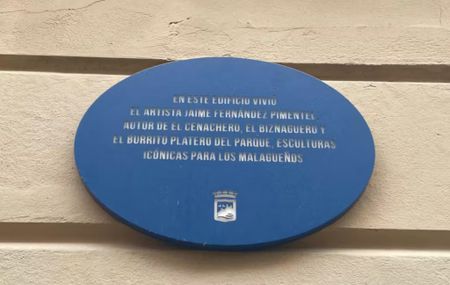 EN ESTE EDIFICIO VIVIÓ
EL ARTISTA JAIME FERNÁNDEZ PIMENTEL
AUTOR DE EL CENACHERO, EL BIZNAGUERO Y
EL BURRITO PLATERO DEL PARQUE, ESCULTURAS
ICÓNICAS PARA LOS MALAGUEÑOS